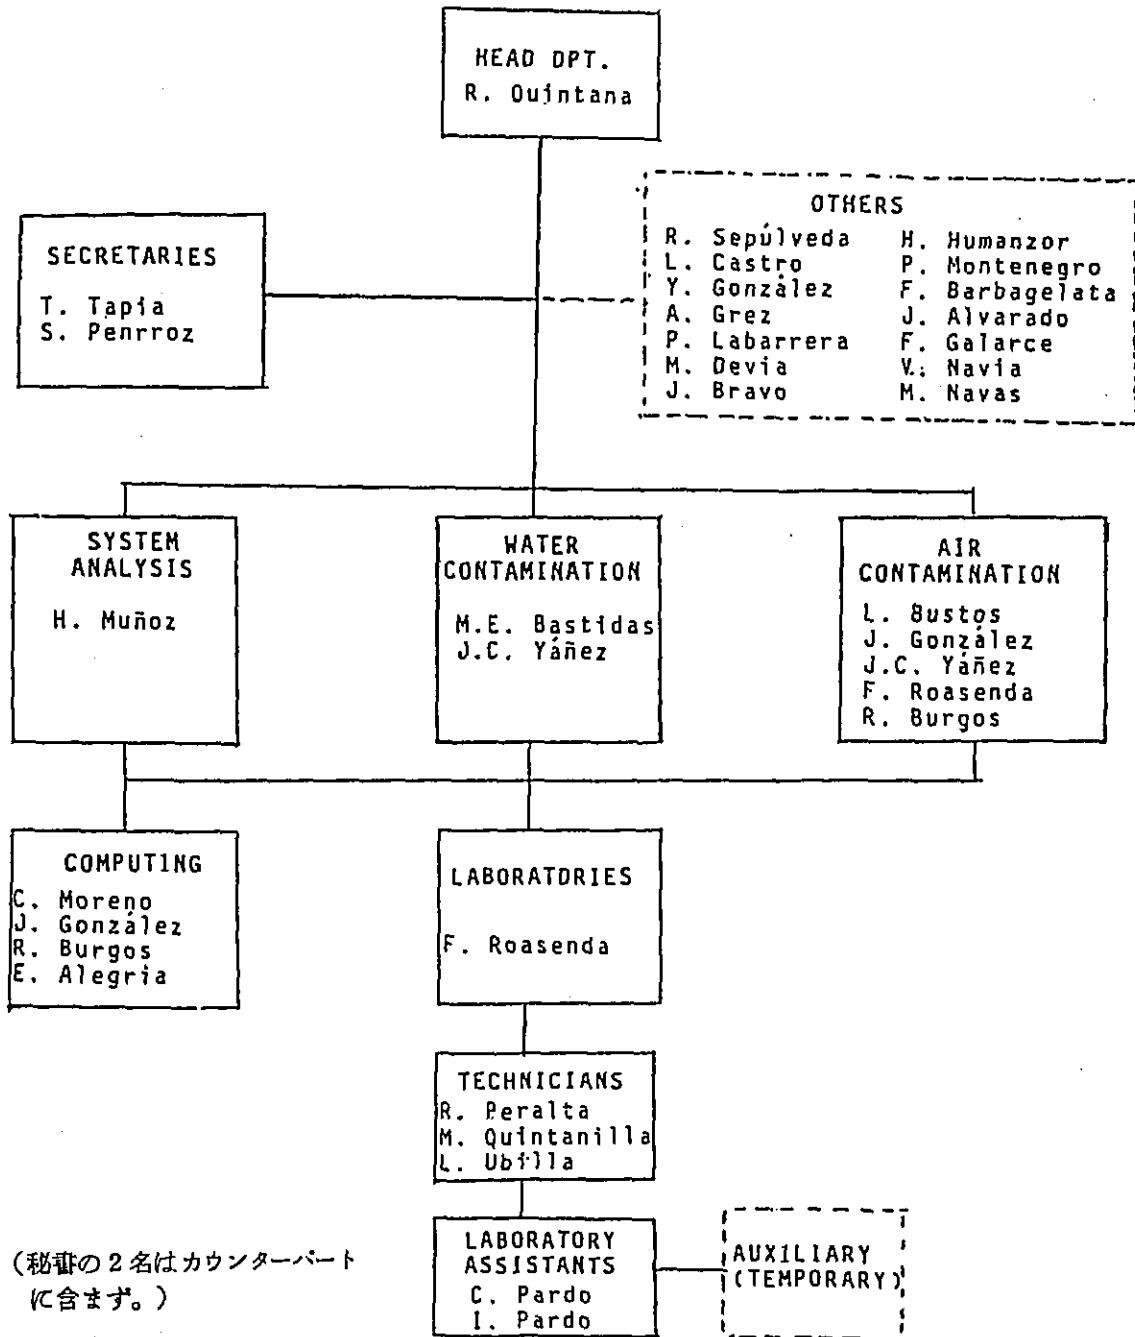 HEAD DPT.
R. Quintana
SECRETARIES
T. Tapia
S. Penrroz
OTHERS
R. Sepúlveda H. Humanzor
L. Castro P. Montenegro
Y. González F. Barbagelata
A. Grez J. Alvarado
P. Labarrera F. Galarce
M. Devia V. Navia
J. Bravo M. Navas
SYSTEM
ANALYSIS
H. Muñoz
WATER
CONTAMINATION
M.E. Bastidas
J.C. Yáñez
AIR
CONTAMINATION
L. Bustos
J. González
J.C. Yáñez
F. Roasenda
R. Burgos
COMPUTING
C. Moreno
J. González
R. Burgos
E. Alegria
LABORATORIES
F. Roasenda
TECHNICIANS
R. Peralta
M. Quintanilla
L. Ubilla
LABORATORY
ASSISTANTS
C. Pardo
I. Pardo
AUXILIARY
(TEMPORARY)
(秘書の2名はカウンターパート
に含まず。)